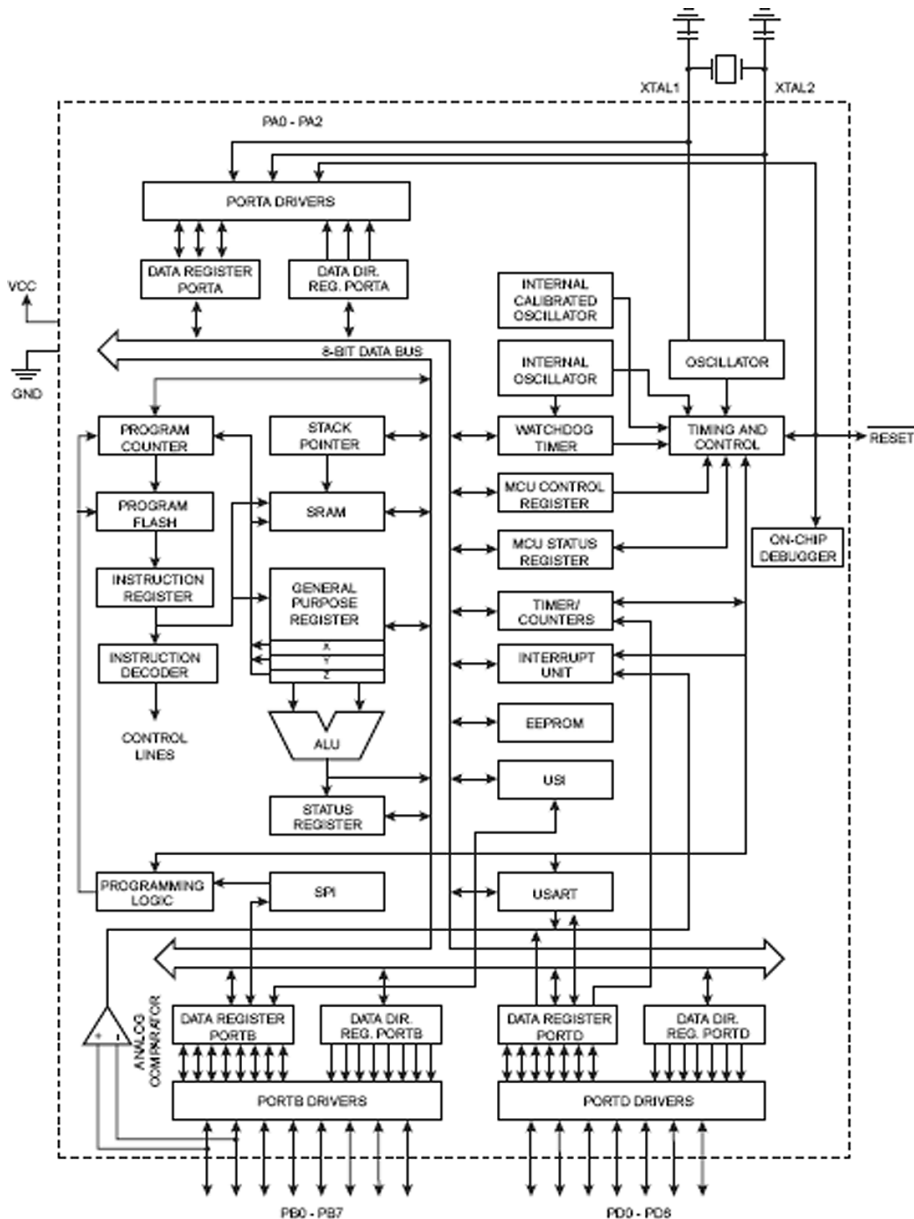 XTAL1
XTAL2
PA0 - PA2
PORTA DRIVERS
DATA REGISTER
PORTA
DATA DIR.
REG. PORTA
VCC
GND
8-BIT DATA BUS
INTERNAL
CALIBRATED
OSCILLATOR
INTERNAL
OSCILLATOR
OSCILLATOR
PROGRAM
COUNTER
STACK
POINTER
WATCHDOG
TIMER
TIMING AND
CONTROL
RESET
PROGRAM
FLASH
SRAM
MCU CONTROL
REGISTER
MCU STATUS
REGISTER
ON-CHIP
DEBUGGER
INSTRUCTION
REGISTER
GENERAL
PURPOSE
REGISTER
X
Y
Z
TIMER/
COUNTERS
INSTRUCTION
DECODER
INTERRUPT
UNIT
CONTROL
LINES
ALU
EEPROM
USI
STATUS
REGISTER
PROGRAMMING
LOGIC
SPI
USART
ANALOG
COMPARATOR
+
-
DATA REGISTER
PORTB
DATA DIR.
REG. PORTB
DATA REGISTER
PORTD
DATA DIR.
REG. PORTD
PORTB DRIVERS
PORTD DRIVERS
PB0 - PB7
PD0 - PD6